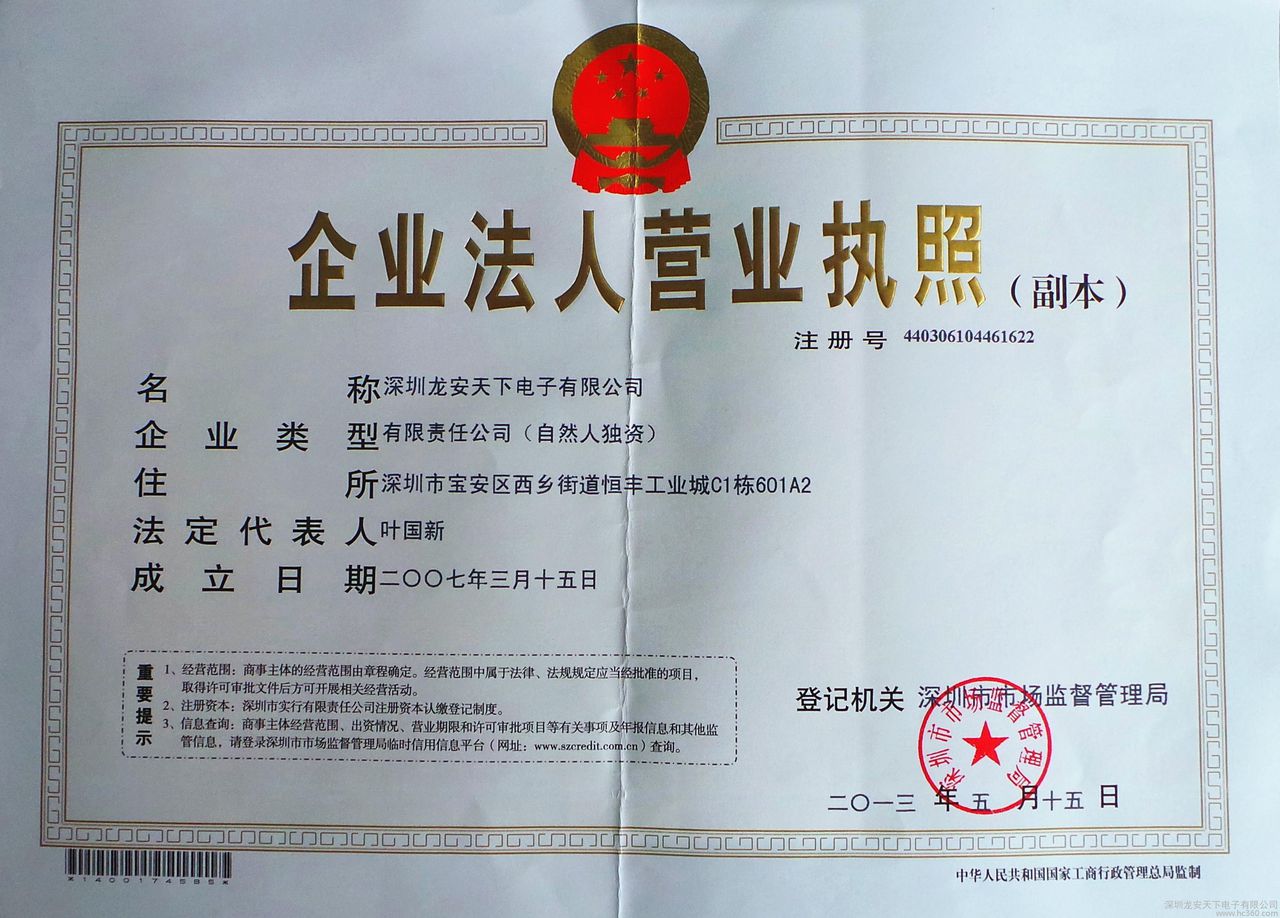 企业法人营业执照（副本）
注册号 440306104461622
名称 深圳龙安天下电子有限公司
企业类型 有限责任公司（自然人独资）
住所 深圳市宝安区西乡街道恒丰工业城C1栋601A2
法定代表人 叶国新
成立日期 二〇〇七年三月十五日
重要提示
1、经营范围：商事主体的经营范围由章程确定。经营范围中属于法律、法规规定应当经批准的项目，
取得许可审批文件后方可开展相关经营活动。
2、注册资本：深圳市实行有限责任公司注册资本认缴登记制度。
3、信息查询：商事主体经营范围、出资情况、营业期限和许可审批项目等有关事项及年报信息和其他监
管信息，请登录深圳市市场监督管理局临时信用信息平台（网址：www.szcredit.com.cn）查询。
登记机关 深圳市市场监督管理局
深圳市市场监督管理局
二〇一三年五月十五日
*1400174585*
中华人民共和国国家工商行政管理总局监制
深圳龙安天下电子有限公司
www.hc360.com